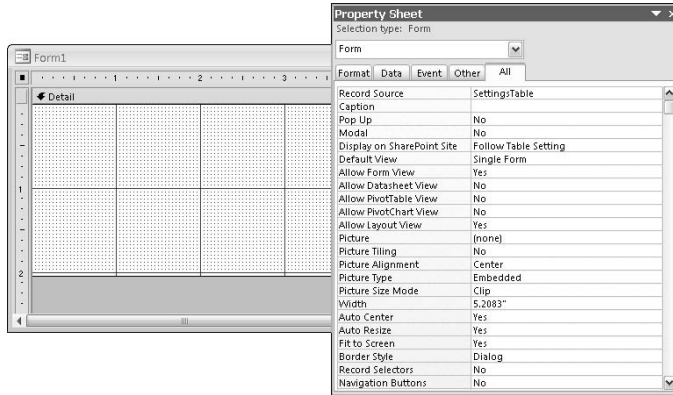 Form1
1 2 3
Detail
1
2
Property Sheet
Selection type: Form
Form
Format Data Event Other All
Record Source SettingsTable
Caption
Pop Up No
Modal No
Display on SharePoint Site Follow Table Setting
Default View Single Form
Allow Form View Yes
Allow Datasheet View No
Allow PivotTable View No
Allow PivotChart View No
Allow Layout View Yes
Picture (none)
Picture Tiling No
Picture Alignment Center
Picture Type Embedded
Picture Size Mode Clip
Width 5.2083"
Auto Center Yes
Auto Resize Yes
Fit to Screen Yes
Border Style Dialog
Record Selectors No
Navigation Buttons No